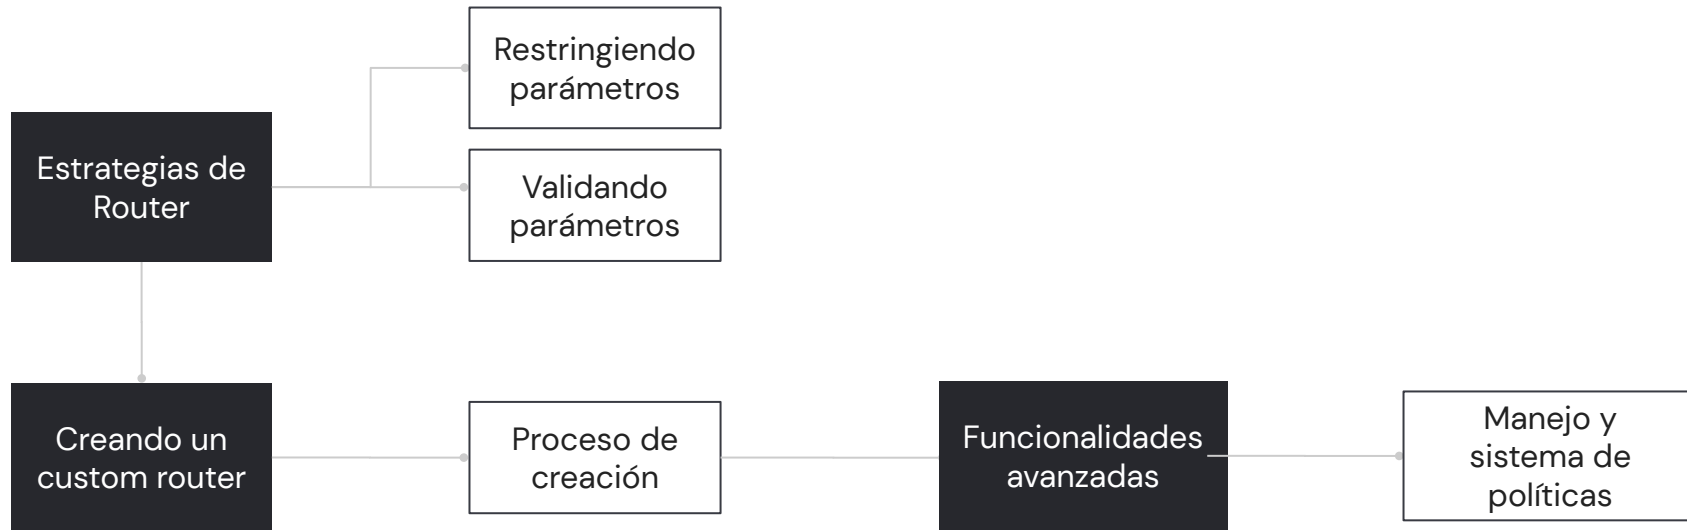 Restringiendo
parámetros
Estrategias de
Router
Validando
parámetros
Creando un
custom router
Proceso de
creación
Funcionalidades
avanzadas
Manejo y
sistema de
políticas